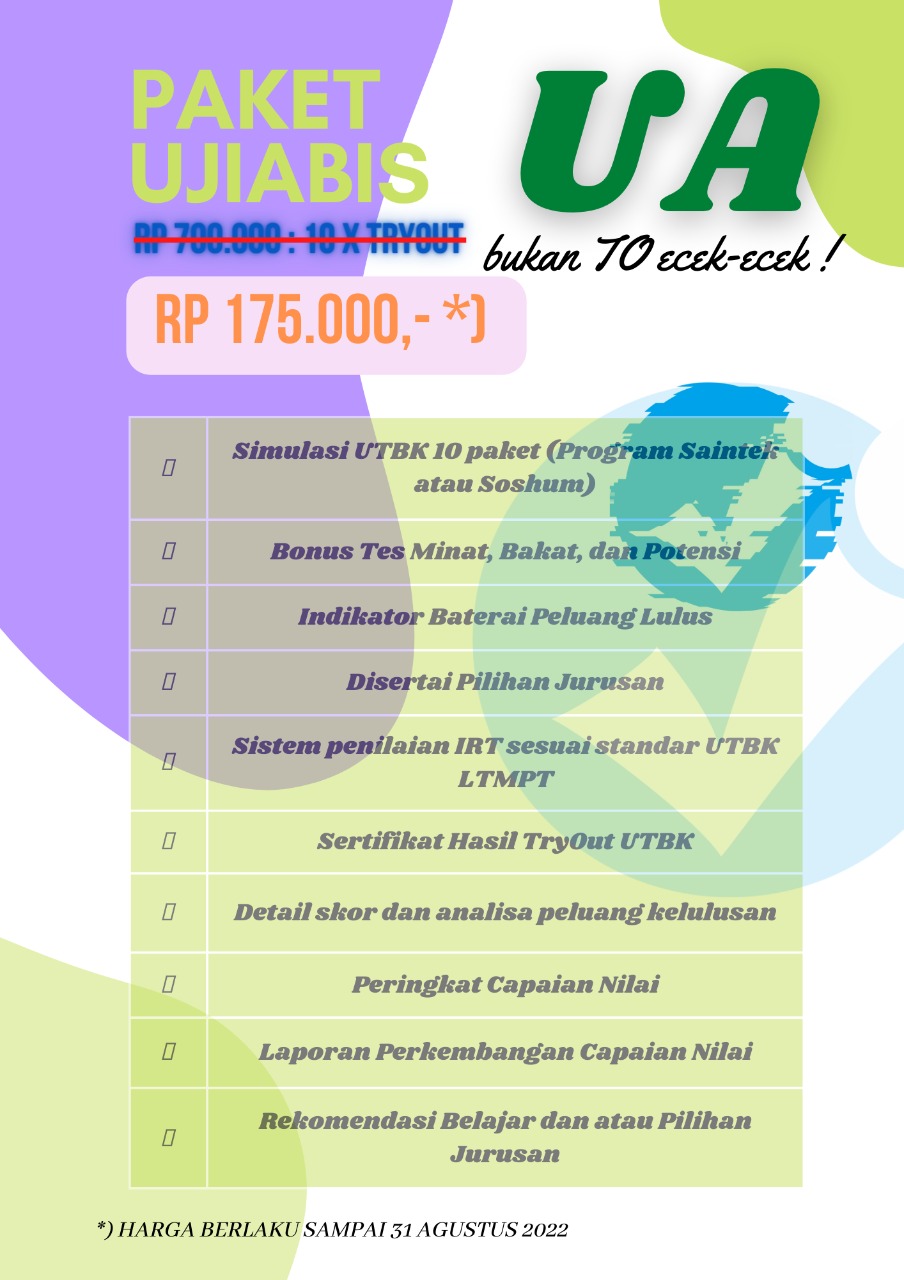 PAKET
UJIABIS
RP 700.000 : 10 X TRYOUT
UA
bukan TO ecek-ecek !
RP 175.000,- *)
Simulasi UTBK 10 paket (Program Saintek
atau Soshum)
Bonus Tes Minat, Bakat, dan Potensi
Indikator Baterai Peluang Lulus
Disertai Pilihan Jurusan
Sistem penilaian IRT sesuai standar UTBK
LTMPT
Sertifikat Hasil TryOut UTBK
Detail skor dan analisa peluang kelulusan
Peringkat Capaian Nilai
Laporan Perkembangan Capaian Nilai
Rekomendasi Belajar dan atau Pilihan
Jurusan
*) HARGA BERLAKU SAMPAI 31 AGUSTUS 2022